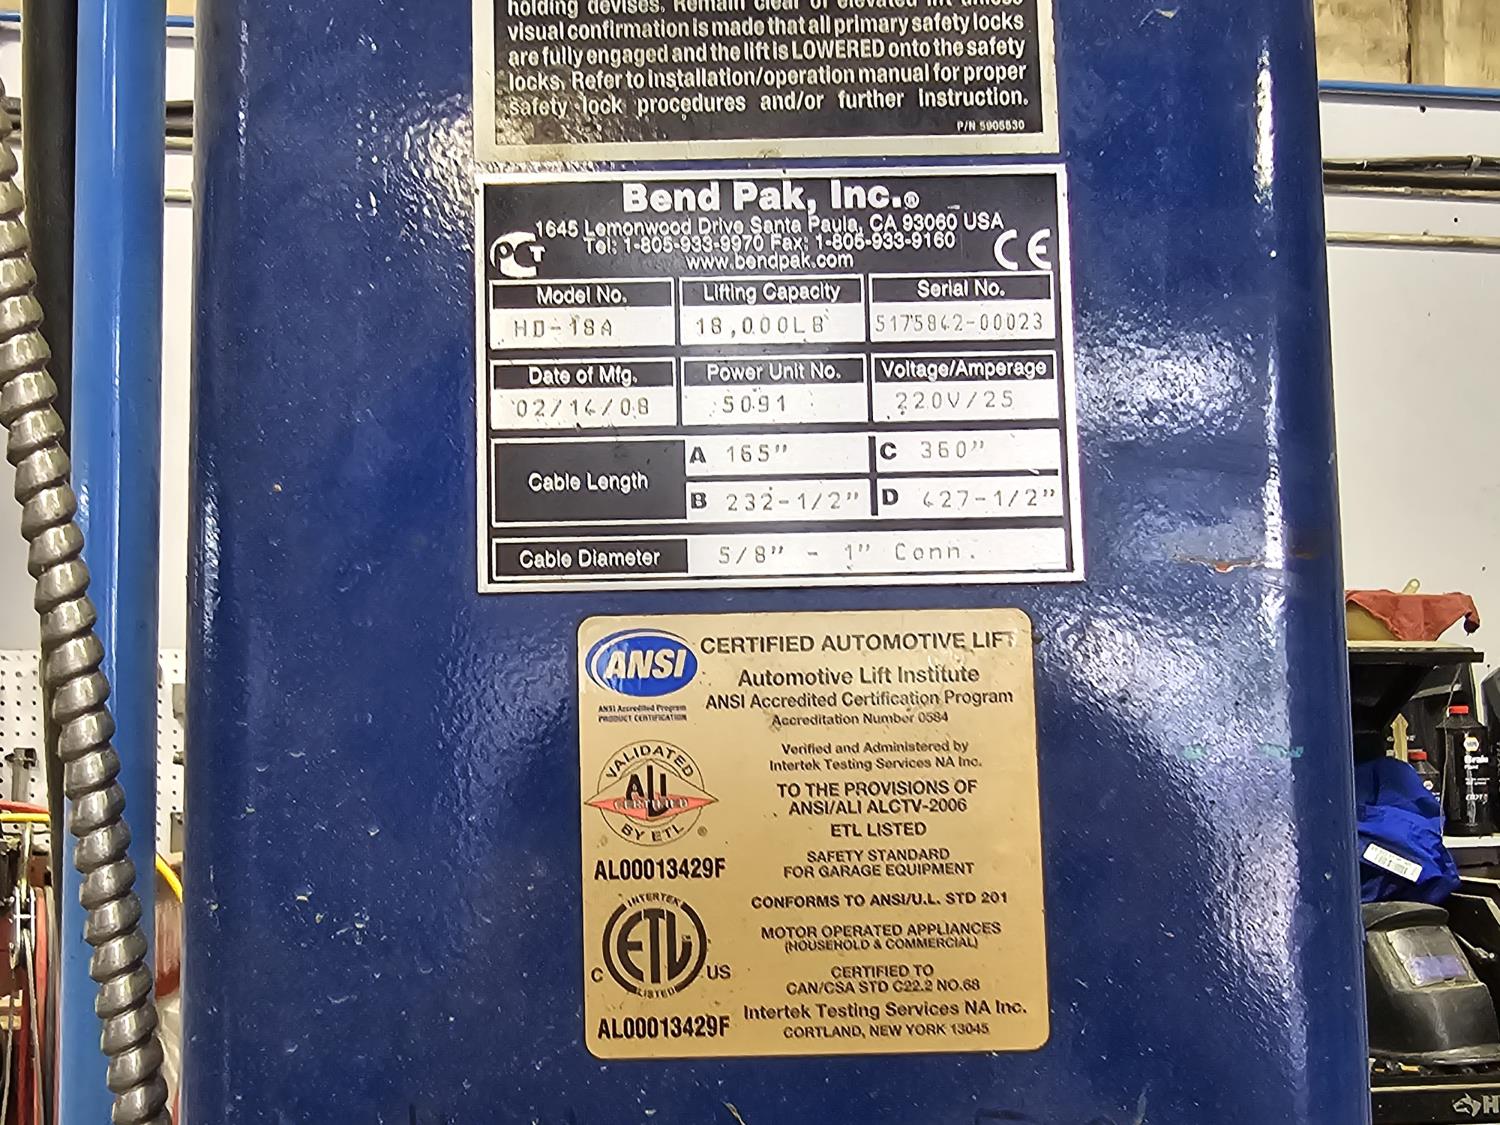 holding devises. Remain clear of elevated lift unless
visual confirmation is made that all primary safety locks
are fully engaged and the lift is LOWERED onto the safety
locks. Refer to installation/operation manual for proper
safety lock procedures and/or further instruction.
P/N 5905530
Bend Pak, Inc.®
1645 Lemonwood Drive Santa Paula, CA 93060 USA
Tel: 1-805-933-9970 Fax: 1-805-933-9160
www.bendpak.com
PCT
CE
Model No. Lifting Capacity Serial No.
HD-18A 18,000LB 5175842-00023
Date of Mfg. Power Unit No. Voltage/Amperage
02/14/08 5091 220V/25
Cable Length
A 165" C 360"
B 232-1/2" D 427-1/2"
Cable Diameter 5/8" - 1" Conn.
ANSI
ANSI Accredited Program
PRODUCT CERTIFICATION
CERTIFIED AUTOMOTIVE LIFT
Automotive Lift Institute
ANSI Accredited Certification Program
Accreditation Number 0584
VALIDATED
ALI
CERTIFIED
BY ETL ®
AL00013429F
Verified and Administered by
Intertek Testing Services NA Inc.
TO THE PROVISIONS OF
ANSI/ALI ALCTV-2006
ETL LISTED
SAFETY STANDARD
FOR GARAGE EQUIPMENT
CONFORMS TO ANSI/U.L. STD 201
MOTOR OPERATED APPLIANCES
(HOUSEHOLD & COMMERCIAL)
CERTIFIED TO
CAN/CSA STD C22.2 NO.68
Intertek Testing Services NA Inc.
CORTLAND, NEW YORK 13045
INTERTEK
C ETL US
LISTED
AL00013429F
Brake
Fluid
H